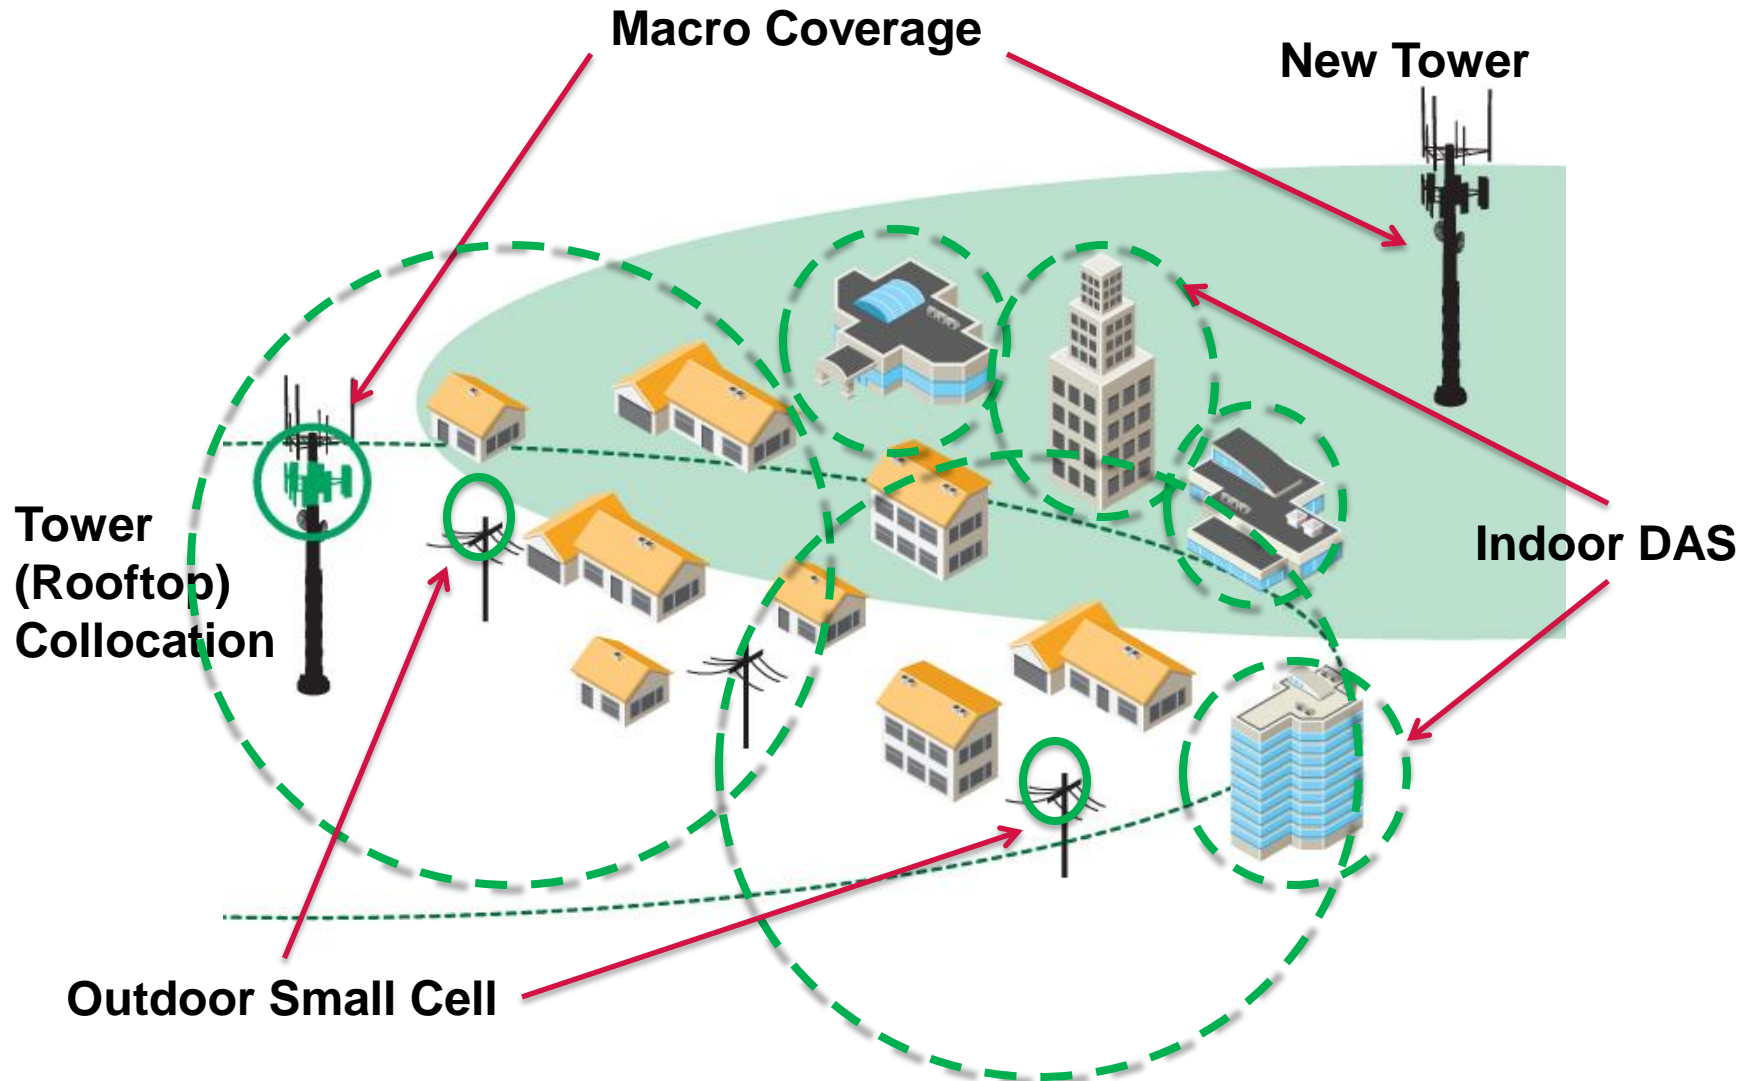 Macro Coverage
New Tower
Tower
(Rooftop)
Collocation
Indoor DAS
Outdoor Small Cell